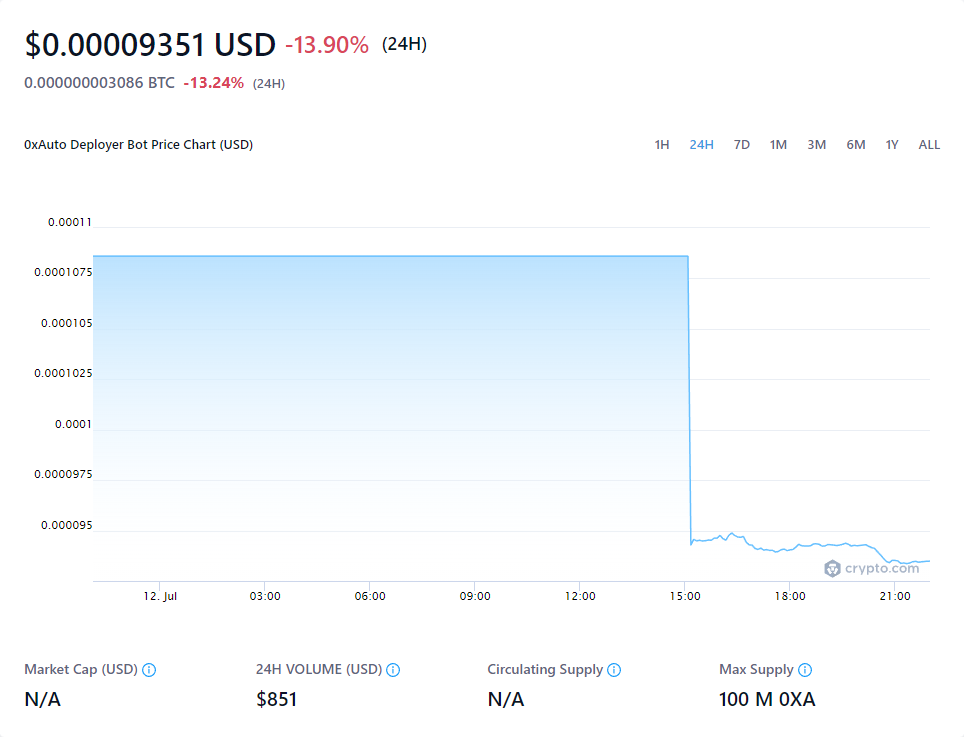 $0.00009351 USD -13.90% (24H)
0.000000003086 BTC -13.24% (24H)
0xAuto Deployer Bot Price Chart (USD) 1H 24H 7D 1M 3M 6M 1Y ALL
0.00011
0.0001075
0.000105
0.0001025
0.0001
0.0000975
0.000095
crypto.com
12. Jul 03:00 06:00 09:00 12:00 15:00 18:00 21:00
Market Cap (USD) 24H VOLUME (USD) Circulating Supply Max Supply
N/A $851 N/A 100 M 0XA